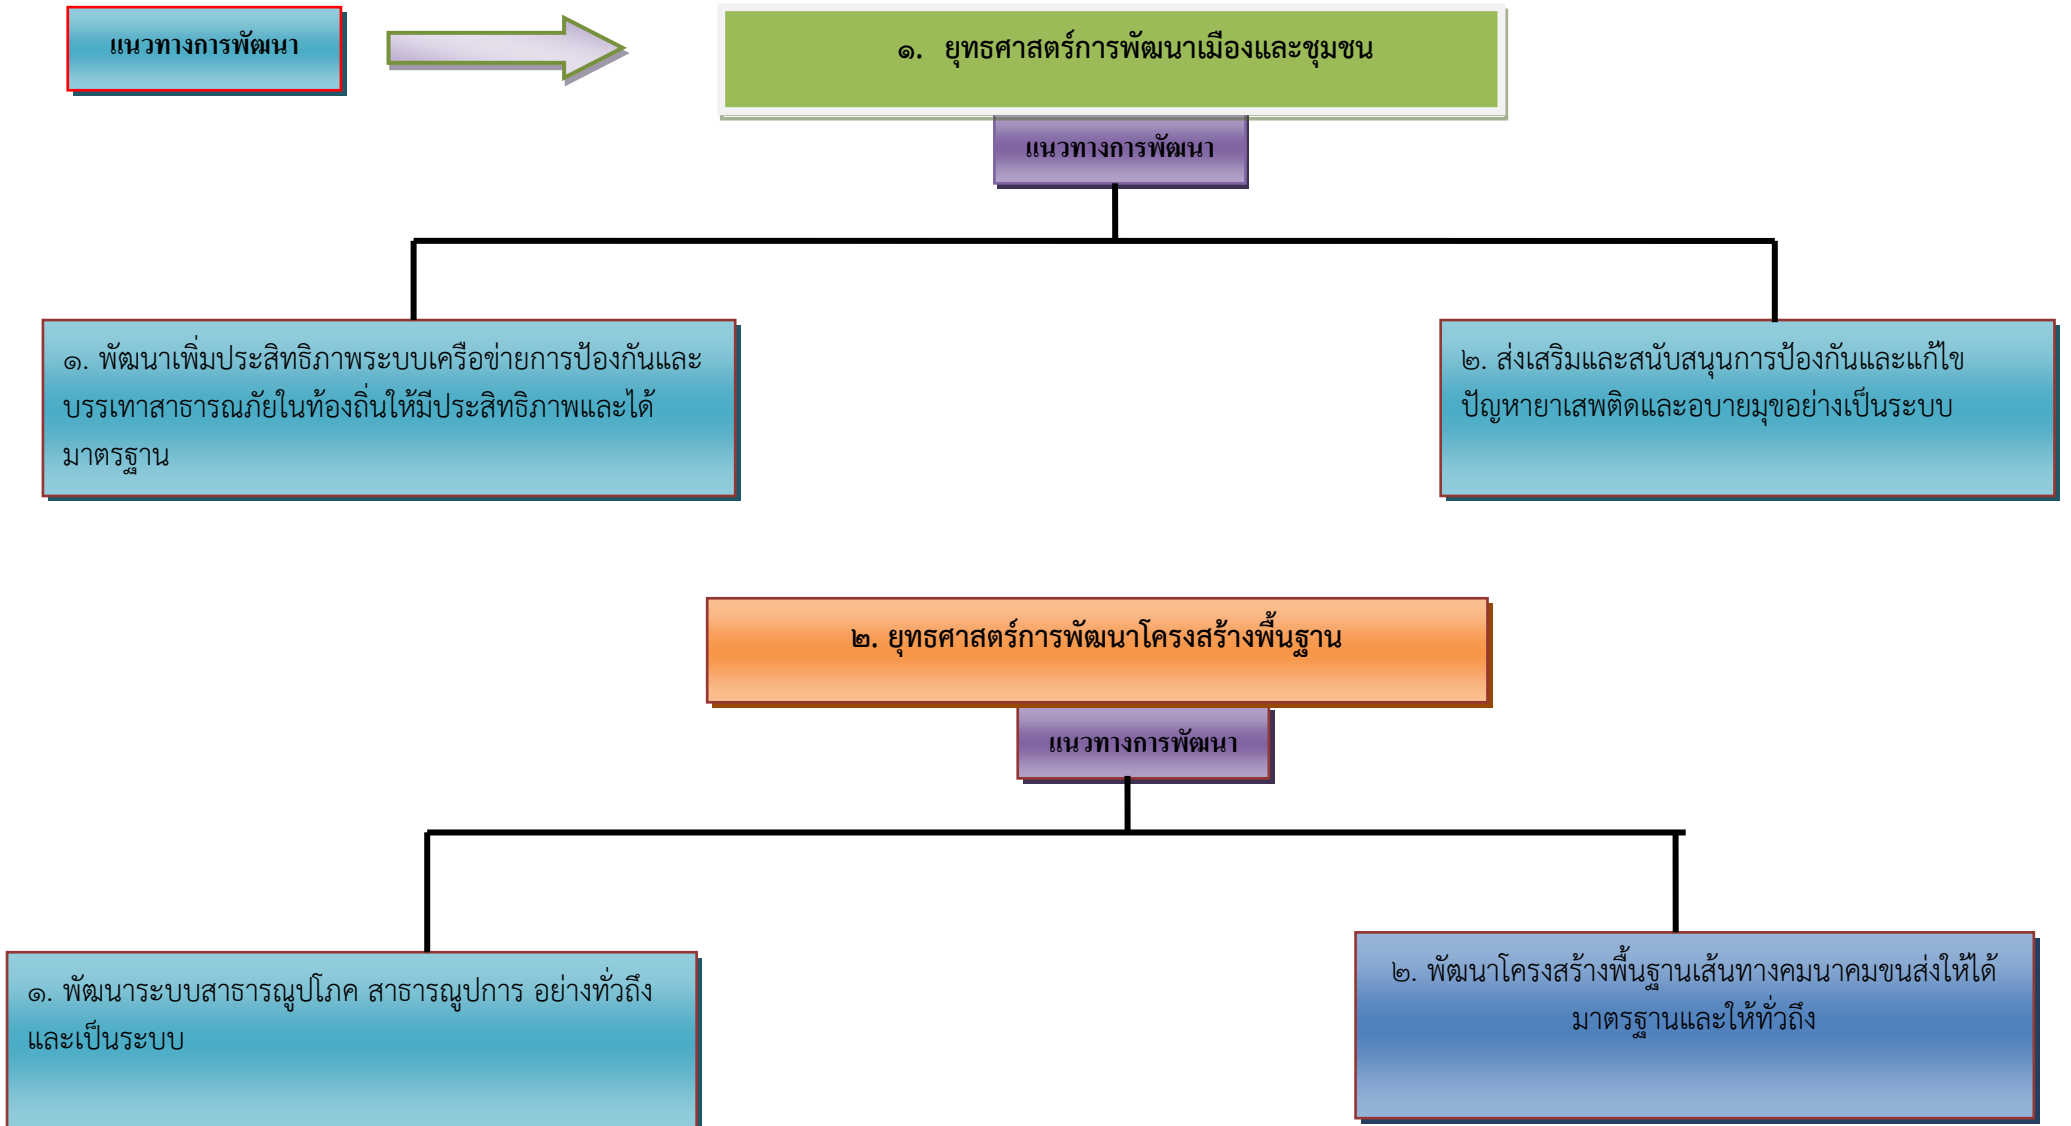 แนวทางการพัฒนา
๑. ยุทธศาสตร์การพัฒนาเมืองและชุมชน
แนวทางการพัฒนา
๑. พัฒนาเพิ่มประสิทธิภาพระบบเครือข่ายการป้องกันและ
บรรเทาสาธารณภัยในท้องถิ่นให้มีประสิทธิภาพและได้
มาตรฐาน
๒. ส่งเสริมและสนับสนุนการป้องกันและแก้ไข
ปัญหายาเสพติดและอบายมุขอย่างเป็นระบบ
๒. ยุทธศาสตร์การพัฒนาโครงสร้างพื้นฐาน
แนวทางการพัฒนา
๑. พัฒนาระบบสาธารณูปโภค สาธารณูปการ อย่างทั่วถึง
และเป็นระบบ
๒. พัฒนาโครงสร้างพื้นฐานเส้นทางคมนาคมขนส่งให้ได้
มาตรฐานและให้ทั่วถึง